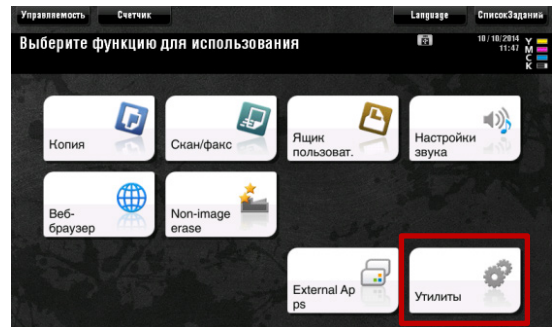 Управляемость Счетчик Language СписокЗаданий
Выберите функцию для использования
10/10/2014
11:47
Y
M
C
K
Копия
Скан/факс
Ящик
пользоват.
Настройки
звука
Веб-
браузер
Non-image
erase
External Ap
ps
Утилиты